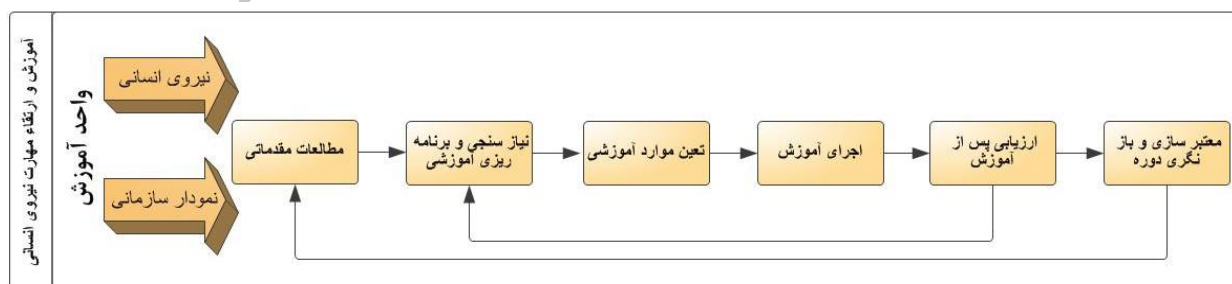 آموزش و ارتقاء مهارت نیروی انسانی
واحد آموزش
نیروی انسانی
نمودار سازمانی
مطالعات مقدماتی
نیاز سنجی و برنامه
ریزی آموزشی
تعین موارد آموزشی
اجرای آموزش
ارزیابی پس از
آموزش
معتبر سازی و باز
نگری دوره